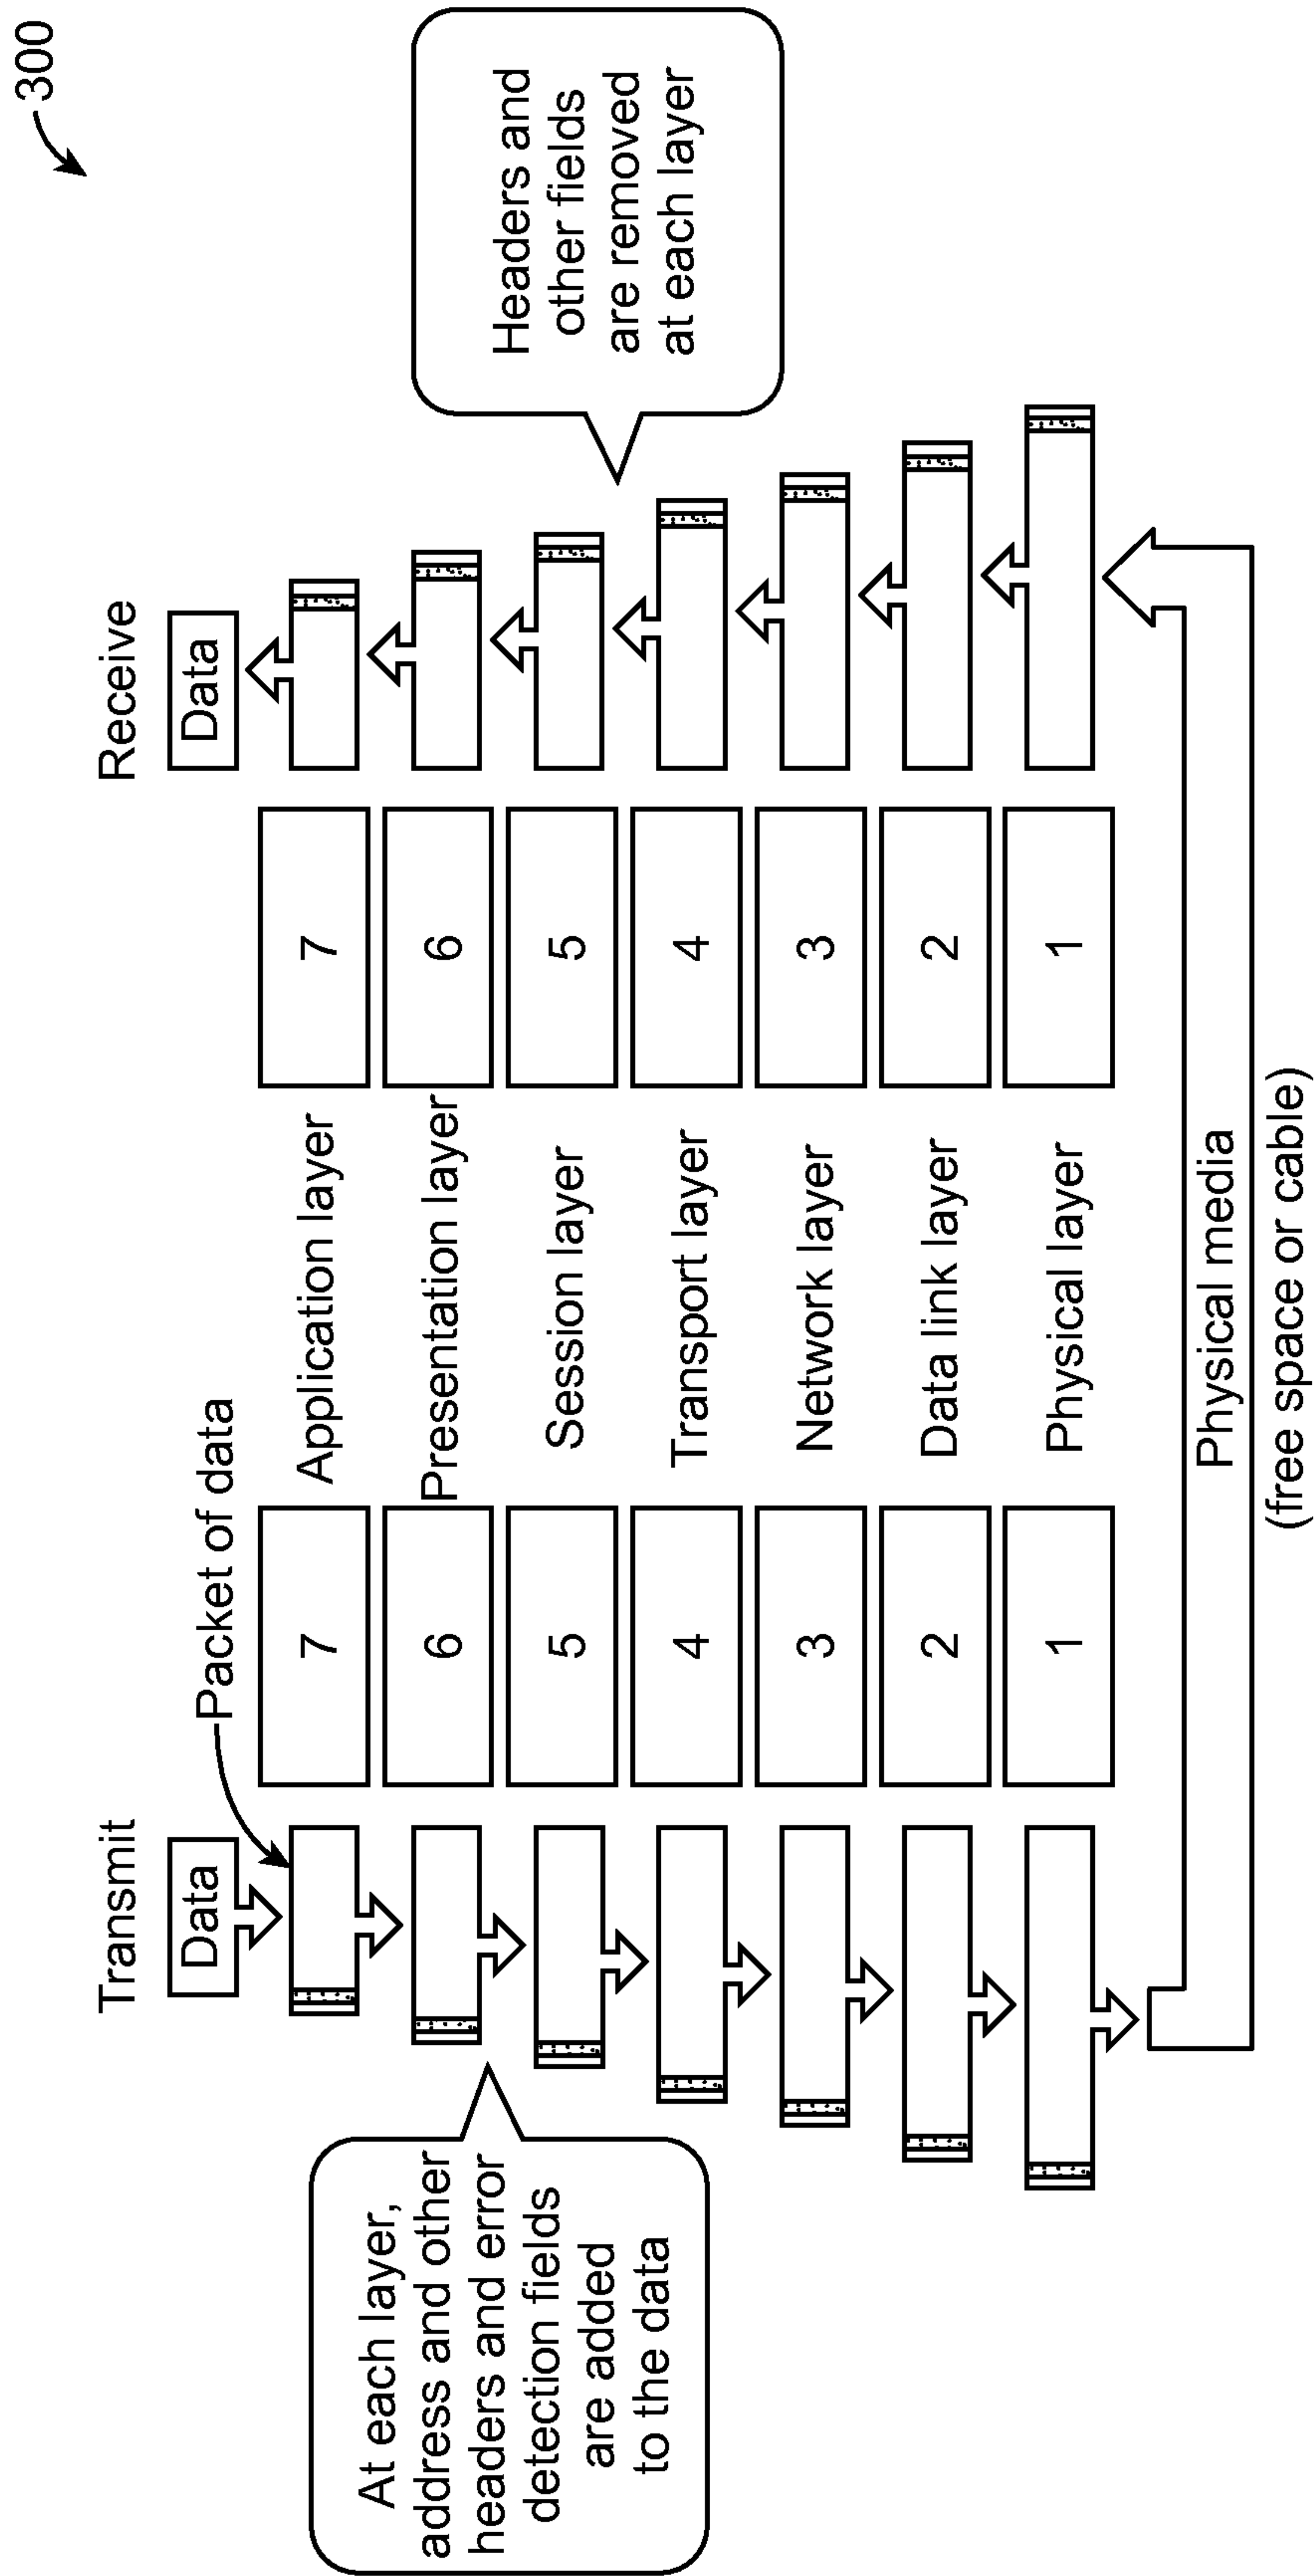 300
Transmit
Receive
Data
Data
Packet of data
At each layer,
address and other
headers and error
detection fields
are added
to the data
Headers and
other fields
are removed
at each layer
7
Application layer
7
6
Presentation layer
6
5
Session layer
5
4
Transport layer
4
3
Network layer
3
2
Data link layer
2
1
Physical layer
1
Physical media
(free space or cable)